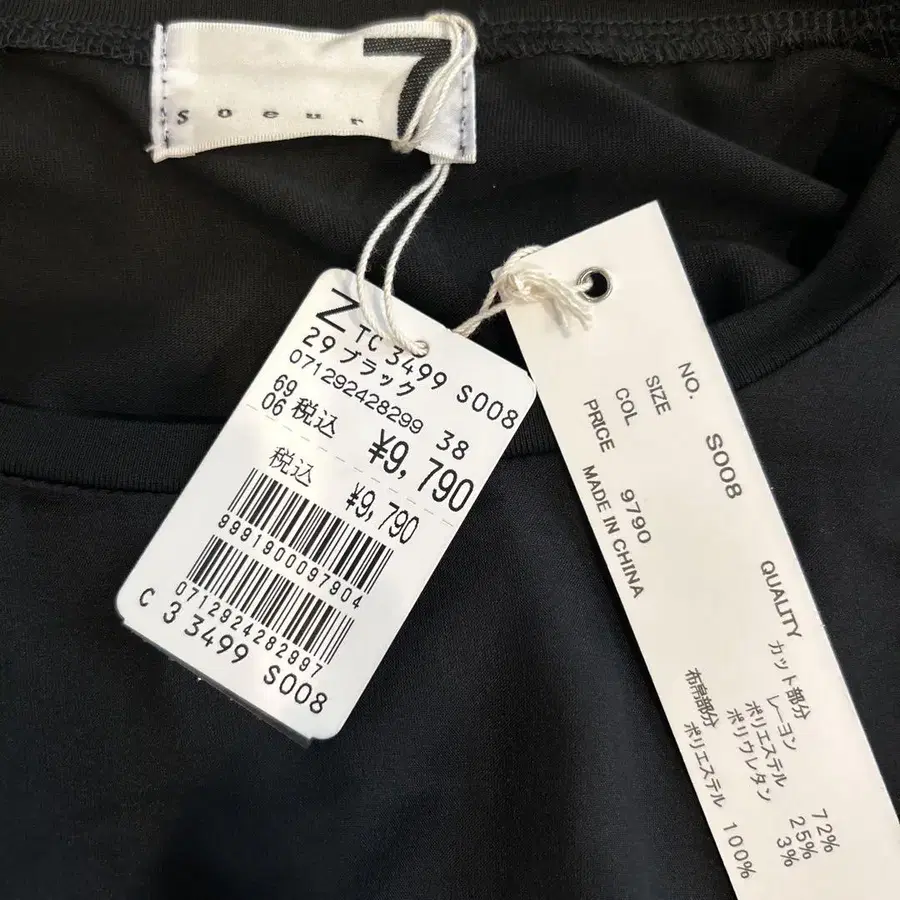 7
soeur
Z TC 3499 S008
29 ブラック
071292428299 38
69
06 税込 ¥9,790
税込 ¥9,790
9991900097904
0712924282997
C 3 3499 S008
NO. S008
SIZE
COL 9790
PRICE MADE IN CHINA
QUALITY
カット部分
レーヨン 72%
ポリエステル 25%
ポリウレタン 3%
布帛部分
ポリエステル 100%